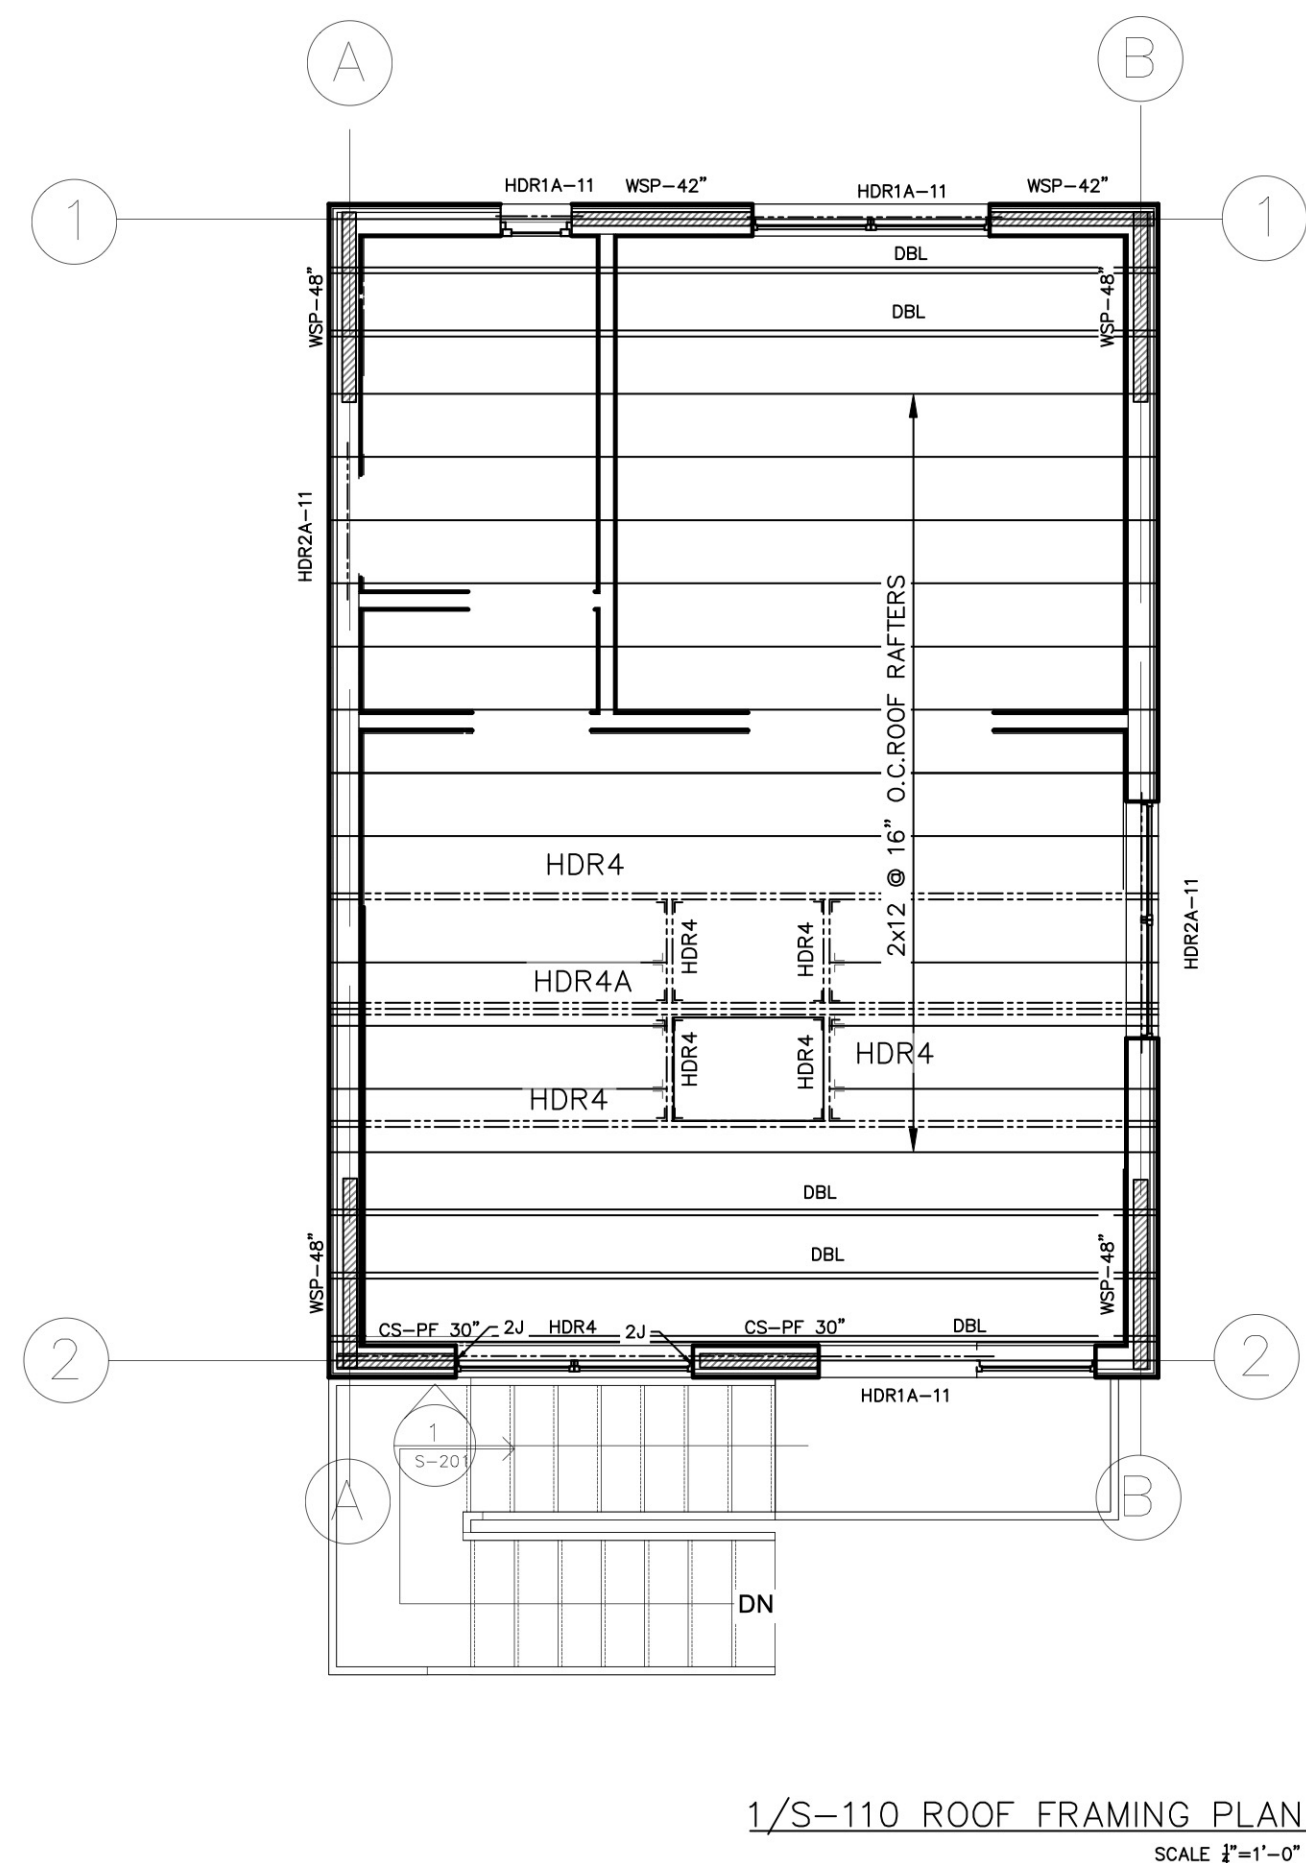 A
B
1
1
HDR1A-11
WSP-42"
HDR1A-11
WSP-42"
DBL
WSP-48"
WSP-48"
DBL
HDR2A-11
2x12 @ 16" O.C.ROOF RAFTERS
HDR4
HDR4
HDR4
HDR2A-11
HDR4A
HDR4
HDR4
HDR4
HDR4
DBL
WSP-48"
WSP-48"
DBL
CS-PF 30"
2J
HDR4
2J
CS-PF 30"
DBL
2
2
HDR1A-11
1
S-201
A
B
DN
1/S-110 ROOF FRAMING PLAN
SCALE ¼"=1'-0"